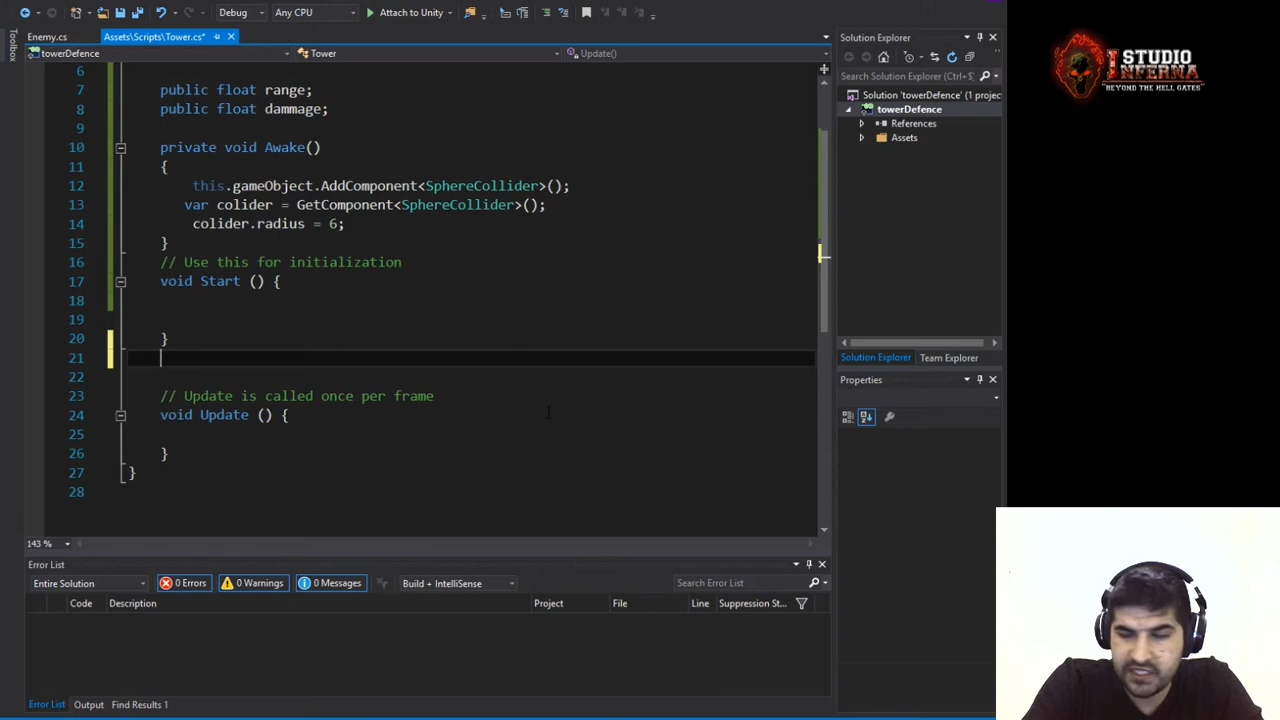 Debug
Any CPU
Attach to Unity
Enemy.cs
Assets\Scripts\Tower.cs*
towerDefence
Tower
Update()
Toolbox
6
7 public float range;
8 public float dammage;
9
10 private void Awake()
11 {
12 this.gameObject.AddComponent<SphereCollider>();
13 var colider = GetComponent<SphereCollider>();
14 colider.radius = 6;
15 }
16 // Use this for initialization
17 void Start () {
18
19
20 }
21
22
23 // Update is called once per frame
24 void Update () {
25
26 }
27 }
28
143 %
Error List
Entire Solution
0 Errors
0 Warnings
0 Messages
Build + IntelliSense
Search Error List
Code Description Project File Line Suppression St...
Error List Output Find Results 1
Solution Explorer
Search Solution Explorer (Ctrl+$)
Solution 'towerDefence' (1 projec
towerDefence
References
Assets
Solution Explorer Team Explorer
Properties
STUDIO
INFERNA
"BEYOND THE HELL GATES"